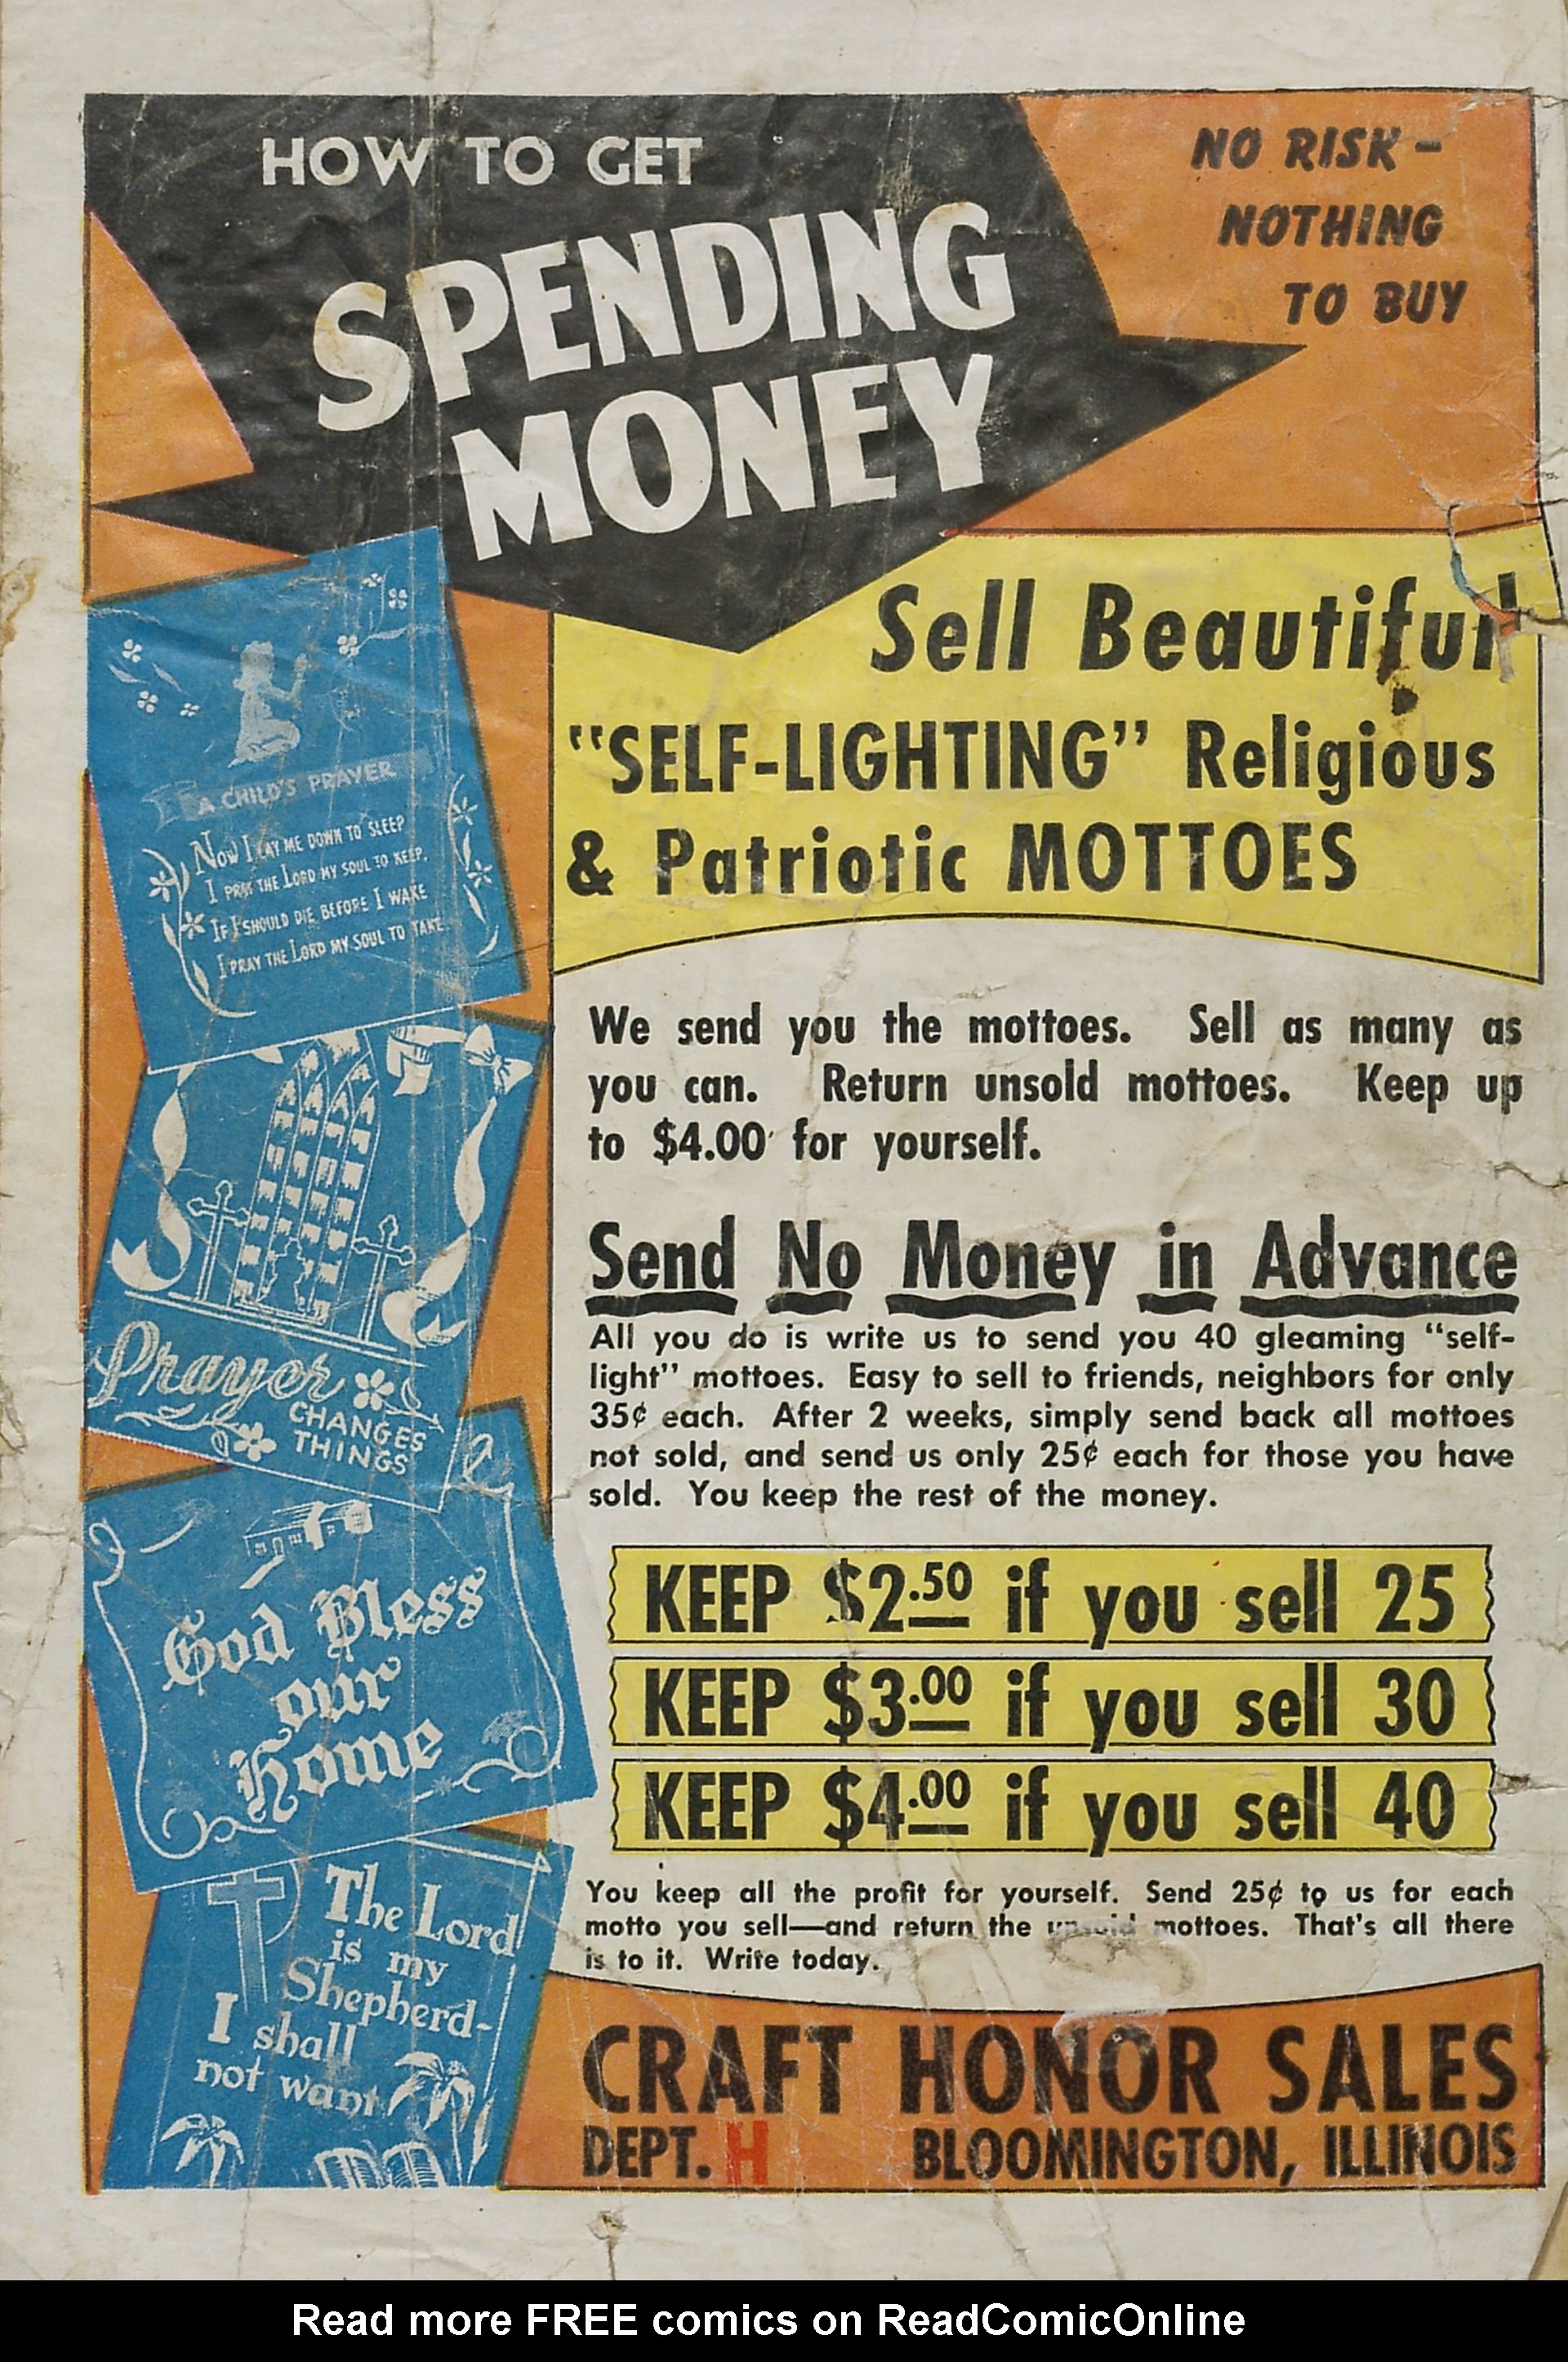 HOW TO GET
SPENDING
MONEY
NO RISK -
NOTHING
TO BUY
Sell Beautiful
"SELF-LIGHTING" Religious
& Patriotic MOTTOES
A CHILD'S PRAYER
NOW I LAY ME DOWN TO SLEEP
I PRAY THE LORD MY SOUL TO KEEP.
IF I SHOULD DIE BEFORE I WAKE
I PRAY THE LORD MY SOUL TO TAKE.
Prayer
CHANGES
THINGS
God Bless
our
Home
The Lord
is my
Shepherd-
I shall
not want
We send you the mottoes. Sell as many as
you can. Return unsold mottoes. Keep up
to $4.00 for yourself.
Send No Money in Advance
All you do is write us to send you 40 gleaming "self-
light" mottoes. Easy to sell to friends, neighbors for only
35¢ each. After 2 weeks, simply send back all mottoes
not sold, and send us only 25¢ each for those you have
sold. You keep the rest of the money.
KEEP $2.50 if you sell 25
KEEP $3.00 if you sell 30
KEEP $4.00 if you sell 40
You keep all the profit for yourself. Send 25¢ to us for each
motto you sell—and return the unsold mottoes. That's all there
is to it. Write today.
CRAFT HONOR SALES
DEPT. H BLOOMINGTON, ILLINOIS
Read more FREE comics on ReadComicOnline